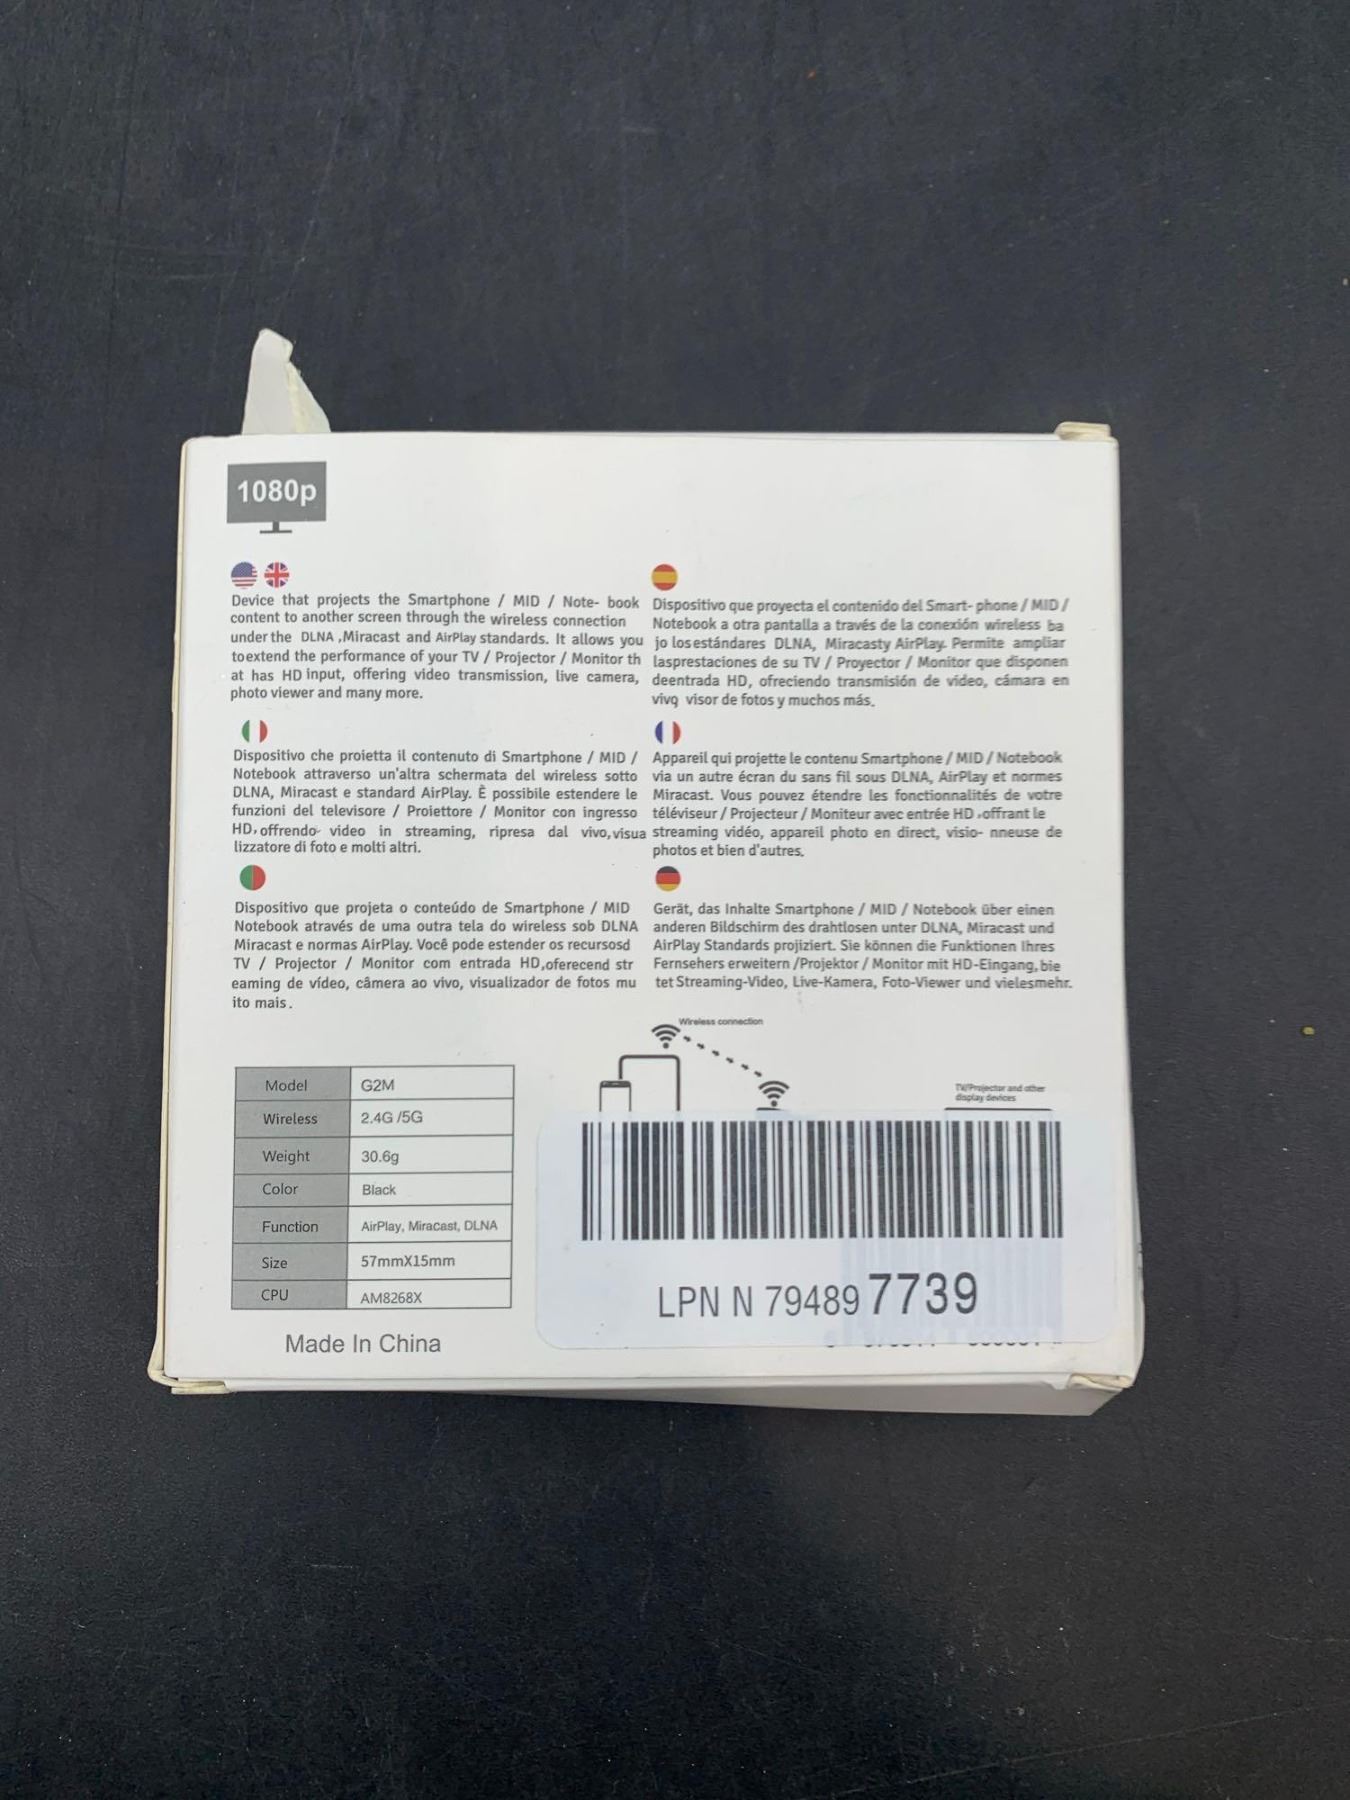 1080p
Device that projects the Smartphone / MID / Note- book
content to another screen through the wireless connection
under the DLNA ,Miracast and AirPlay standards. It allows you
toextend the performance of your TV / Projector / Monitor th
at has HD input, offering video transmission, live camera,
photo viewer and many more.
Dispositivo que proyecta el contenido del Smart- phone / MID /
Notebook a otra pantalla a través de la conexión wireless ba
jo los estándares DLNA, Miracasty AirPlay. Permite ampliar
lasprestaciones de su TV / Proyector / Monitor que disponen
deentrada HD, ofreciendo transmisión de video, cámara en
vivq visor de fotos y muchos más.
Dispositivo che proietta il contenuto di Smartphone / MID /
Notebook attraverso un'altra schermata del wireless sotto
DLNA, Miracast e standard AirPlay. È possibile estendere le
funzioni del televisore / Proiettore / Monitor con ingresso
HD, offrendo video in streaming, ripresa dal vivo, visua
lizzatore di foto e molti altri.
Appareil qui projette le contenu Smartphone / MID / Notebook
via un autre écran du sans fil sous DLNA, AirPlay et normes
Miracast. Vous pouvez étendre les fonctionnalités de votre
téléviseur / Projecteur / Moniteur avec entrée HD ,offrant le
streaming vidéo, appareil photo en direct, visio- nneuse de
photos et bien d'autres.
Dispositivo que projeta o conteúdo de Smartphone / MID
Notebook através de uma outra tela do wireless sob DLNA
Miracast e normas AirPlay. Você pode estender os recursosd
TV / Projector / Monitor com entrada HD,oferecend str
eaming de vídeo, câmera ao vivo, visualizador de fotos mu
ito mais.
Gerät, das Inhalte Smartphone / MID / Notebook über einen
anderen Bildschirm des drahtlosen unter DLNA, Miracast und
AirPlay Standards projiziert. Sie können die Funktionen Ihres
Fernsehers erweitern /Projektor / Monitor mit HD-Eingang, bie
tet Streaming-Video, Live-Kamera, Foto-Viewer und vielesmehr.
Wireless connection
TV/Projector and other
display devices
Model G2M
Wireless 2.4G /5G
Weight 30.6g
Color Black
Function AirPlay, Miracast, DLNA
Size 57mmX15mm
CPU AM8268X
Made In China
LPN N 794897739